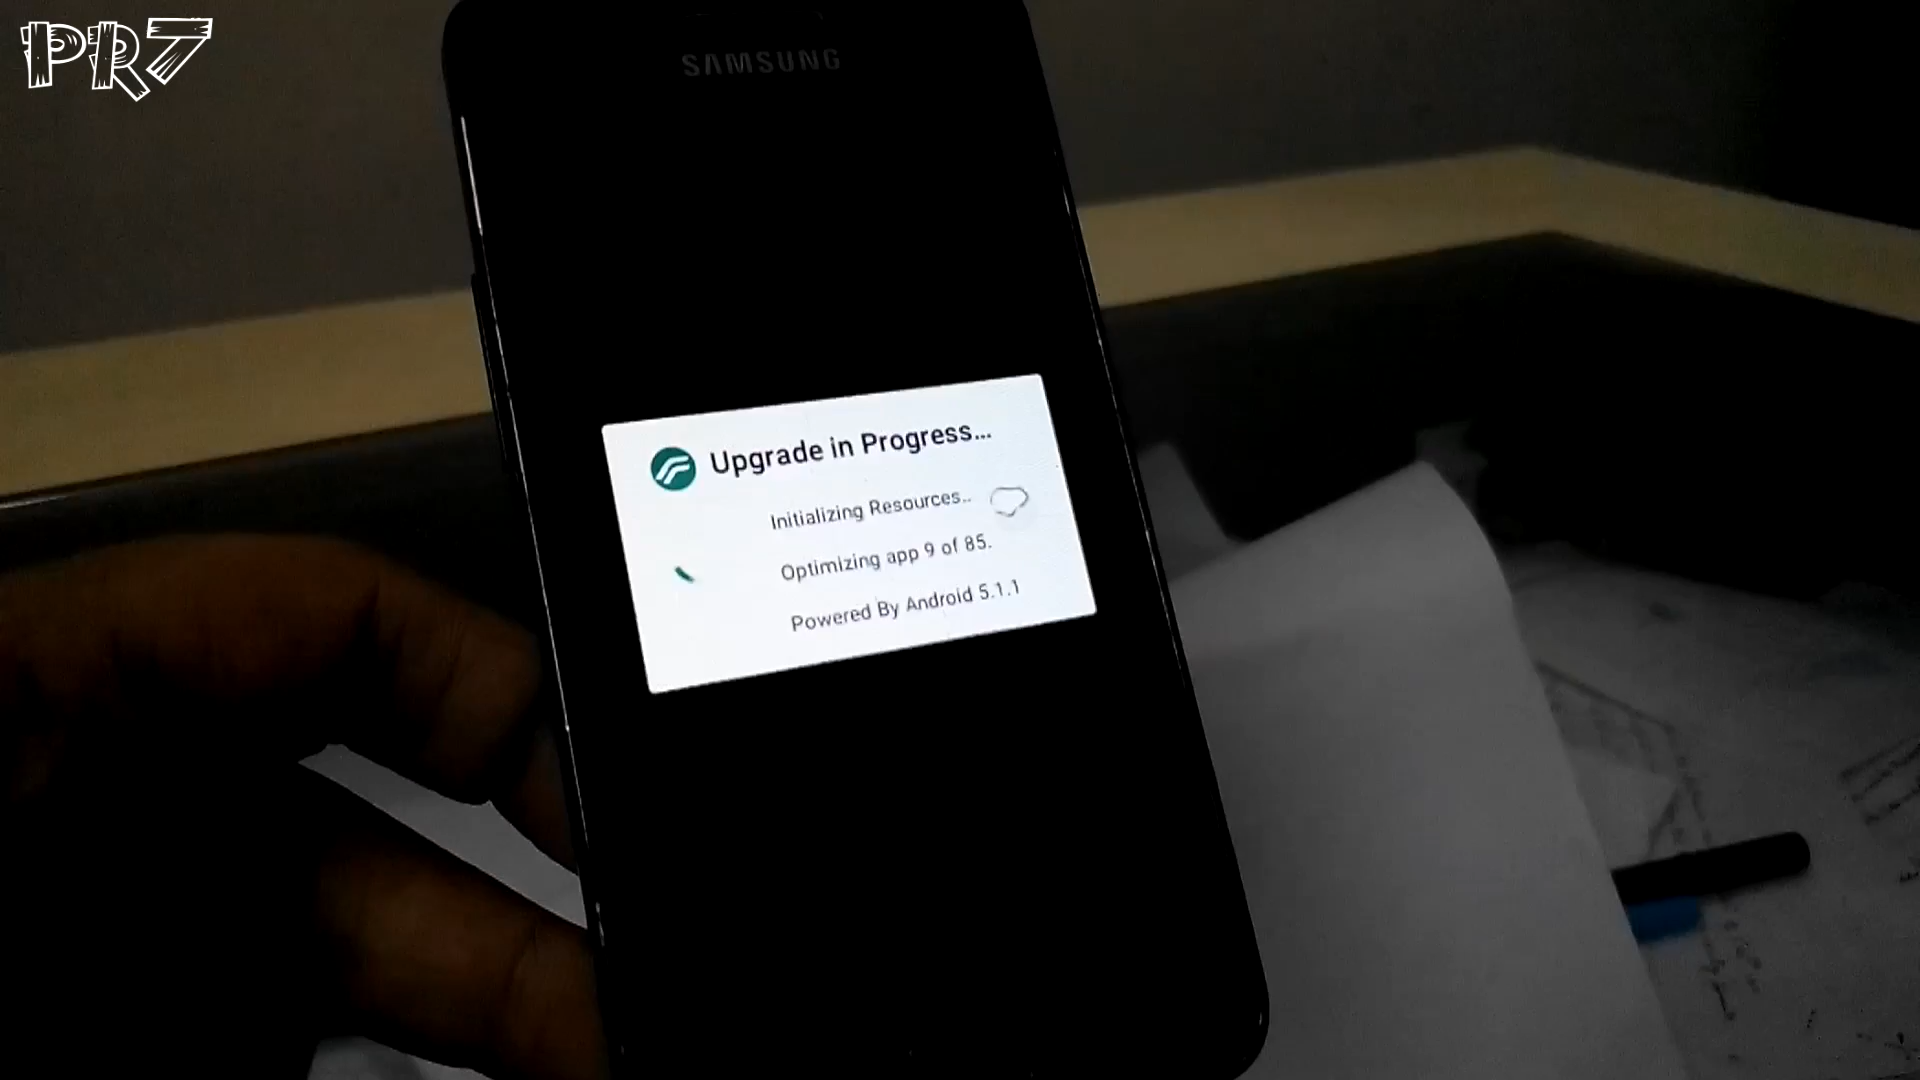 PR7
SAMSUNG
Upgrade in Progress...
Initializing Resources..
Optimizing app 9 of 85.
Powered By Android 5.1.1